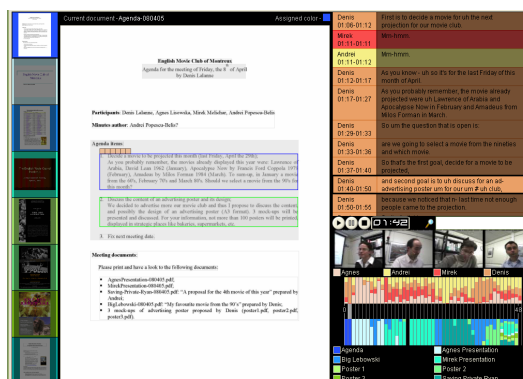 Current document - Agenda-080405
Assigned color -
English Movie Club of Montreux
Agenda for the meeting of Friday, the 8 of April
by Denis Lalanne
Participants: Denis Lalanne, Agnes Lisowska, Mirek Melichar, Andrei Popescu-Belis
Minutes author: Andrei Popescu-Belis?
Agenda items:
1. Decide a movie to be projected this month (last Friday, April the 29th).
As you probably remember, the movies already displayed this year were Lawrence of
Arabia, David Lean 1962 (January), Apocalypse Now by Francis Ford Coppola 1979
(February), Amadeus by Milos Forman 1984 (March). To sum-up, in January a movie
from the 60's, February 70's and March 80's. Should we select a movie from the 90's for
this month?
2. Discuss the content of an advertising poster and its design.
We decided to advertise more our movie club and thus I propose to discuss the content
and possibly the design of an advertising poster (A3 format). 3 mock-ups will be
presented and discussed. For your information, not more than 100 posters will be printed,
displayed in strategic places like bakeries, supermarkets, etc.
3. Fix next meeting date.
Meeting documents:
Please print and have a look to the following documents:
• AgnesPresentation-080405.pdf,
• MirekPresentation-080405.pdf,
• Saving-Private-Ryan-080405.pdf: "A proposal for the 4th movie of this year" prepared by
Andrei,
• BigLebowski-080405.pdf: "My favourite movie from the 90's" prepared by Denis,
• 3 mock-ups of advertising poster proposed by Denis (poster1.pdf, poster2.pdf,
poster3.pdf).
Denis
01:06-01:12
First is to decide a movie for uh the next
projection for our movie club.
Mirek
01:11-01:11
Mm-hmm.
Andrei
01:11-01:12
Mm-hmm.
Denis
01:12-01:17
As you know - uh so it's for the last Friday of this
month of April.
Denis
01:17-01:27
As you probably remember, the movie already
projected were uh Lawrence of Arabia and
Apocalypse Now in February and Amadeus from
Milos Forman in March.
Denis
01:29-01:33
So um the question that is open is:
Denis
01:33-01:36
are we going to select a movie from the nineties
and which movie.
Denis
01:37-01:40
So that's the first goal, decide for a movie to be
projected,
Denis
01:40-01:50
and second goal is to uh discuss for an ad-
advertising poster um for our um # uh club,
Denis
01:50-01:55
because we noticed that n- last time not enough
people came to the projection.
01:42
Agnes
Andrei
Mirek
Denis
0
48
Agenda
Agnes Presentation
Big Lebowski
Mirek Presentation
Poster 1
Poster 2
Saving Private Ryan